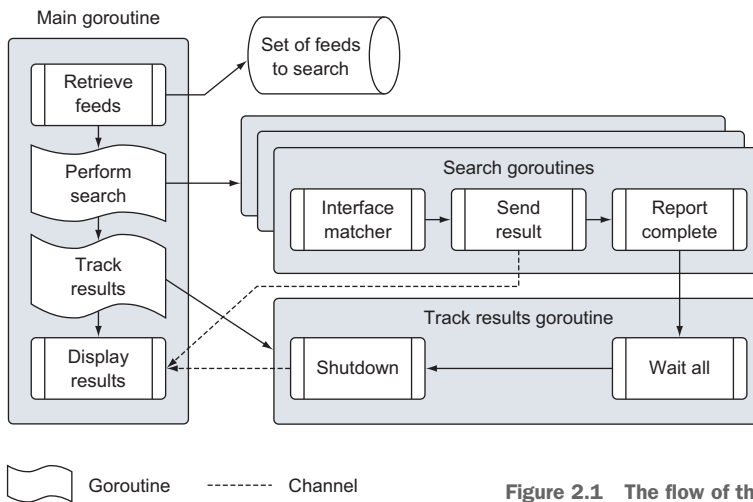 Main goroutine
Set of feeds
to search
Retrieve
feeds
Perform
search
Search goroutines
Interface
matcher
Send
result
Report
complete
Track
results
Track results goroutine
Display
results
Shutdown
Wait all
Goroutine
Channel
Figure 2.1 The flow of th